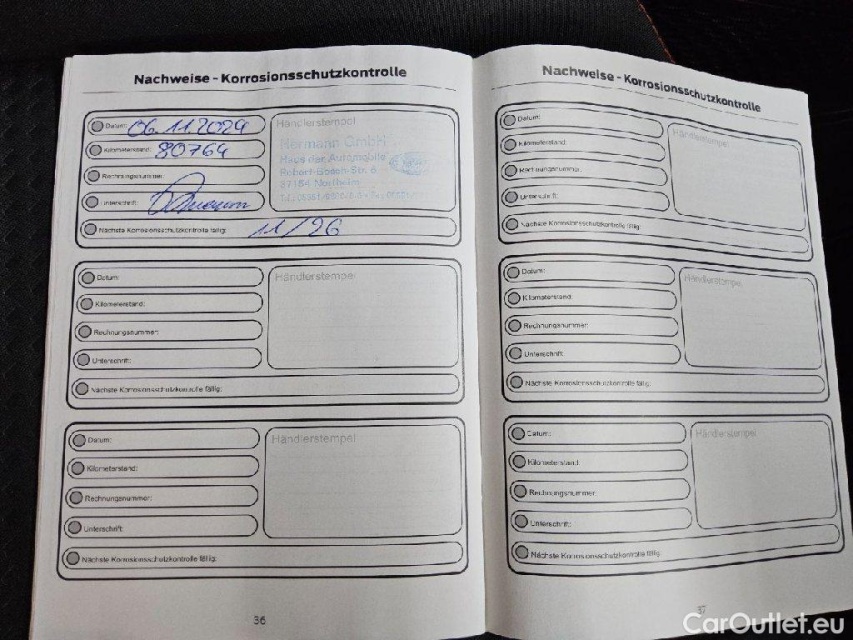 Nachweise - Korrosionsschutzkontrolle
Datum: 06.11.2024
Kilometerstand: 80764
Rechnungsnummer:
Unterschrift:
Nächste Korrosionsschutzkontrolle fällig: 11/26
Händlerstempel
Hermann GmbH
Haus der Automobile
Robert-Bosch-Str. 6
37154 Northeim
Datum:
Kilometerstand:
Rechnungsnummer:
Unterschrift:
Nächste Korrosionsschutzkontrolle fällig:
Händlerstempel
Datum:
Kilometerstand:
Rechnungsnummer:
Unterschrift:
Nächste Korrosionsschutzkontrolle fällig:
Händlerstempel
36
Nachweise - Korrosionsschutzkontrolle
Datum:
Kilometerstand:
Rechnungsnummer:
Unterschrift:
Nächste Korrosionsschutzkontrolle fällig:
Händlerstempel
Datum:
Kilometerstand:
Rechnungsnummer:
Unterschrift:
Nächste Korrosionsschutzkontrolle fällig:
Händlerstempel
Datum:
Kilometerstand:
Rechnungsnummer:
Unterschrift:
Nächste Korrosionsschutzkontrolle fällig:
Händlerstempel
37
CarOutlet.eu